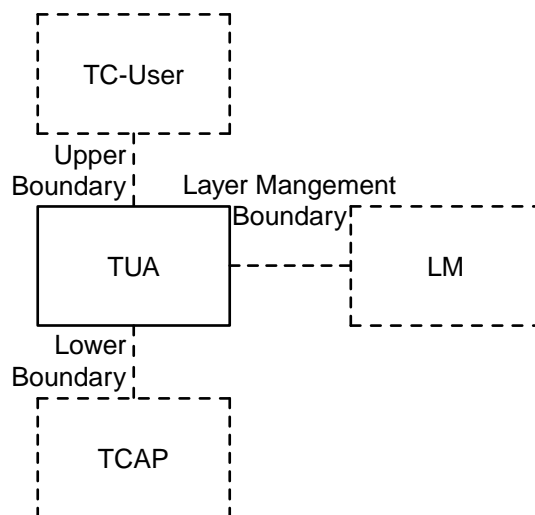 TC-User
Upper
Boundary
Layer Mangement
Boundary
TUA
LM
Lower
Boundary
TCAP